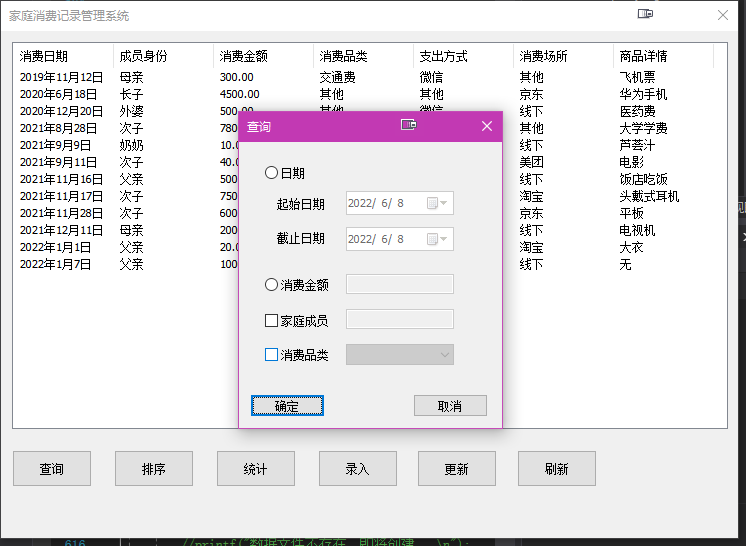 家庭消费记录管理系统
消费日期 成员身份 消费金额 消费品类 支出方式 消费场所 商品详情
2019年11月12日 母亲 300.00 交通费 微信 其他 飞机票
2020年6月18日 长子 4500.00 其他 其他 京东 华为手机
2020年12月20日 外婆 500.00 其他 微信 线下 医药费
2021年8月28日 次子 780 其他 大学学费
2021年9月9日 奶奶 10.0 线下 芦荟汁
2021年9月11日 次子 40.0 美团 电影
2021年11月16日 父亲 500 线下 饭店吃饭
2021年11月17日 次子 750 淘宝 头戴式耳机
2021年11月28日 次子 600 京东 平板
2021年12月11日 母亲 200 线下 电视机
2022年1月1日 父亲 20.0 淘宝 大衣
2022年1月7日 父亲 100 线下 无
查询
日期
起始日期 2022/ 6/ 8
截止日期 2022/ 6/ 8
消费金额
家庭成员
消费品类
确定 取消
查询 排序 统计 录入 更新 刷新
616 //printf("数据文件不存在，即将创建...\n");